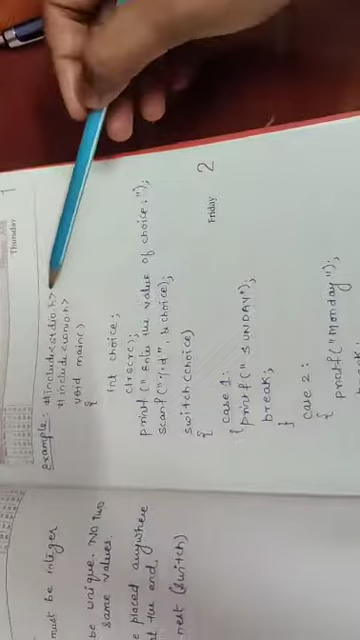 1
Thursday
example: #include<stdio.h>
#include<conio.h>
void main()
{
int choice;
clrscr();
printf("Enter the value of choice:");
scanf("%d", &choice);
switch(choice)
{
case 1:
{ printf("SUNDAY");
break;
}
case 2:
{
printf("Monday");
2
Friday
must be integer
be unique. No two
same values.
placed anywhere
the end.
nest (switch)